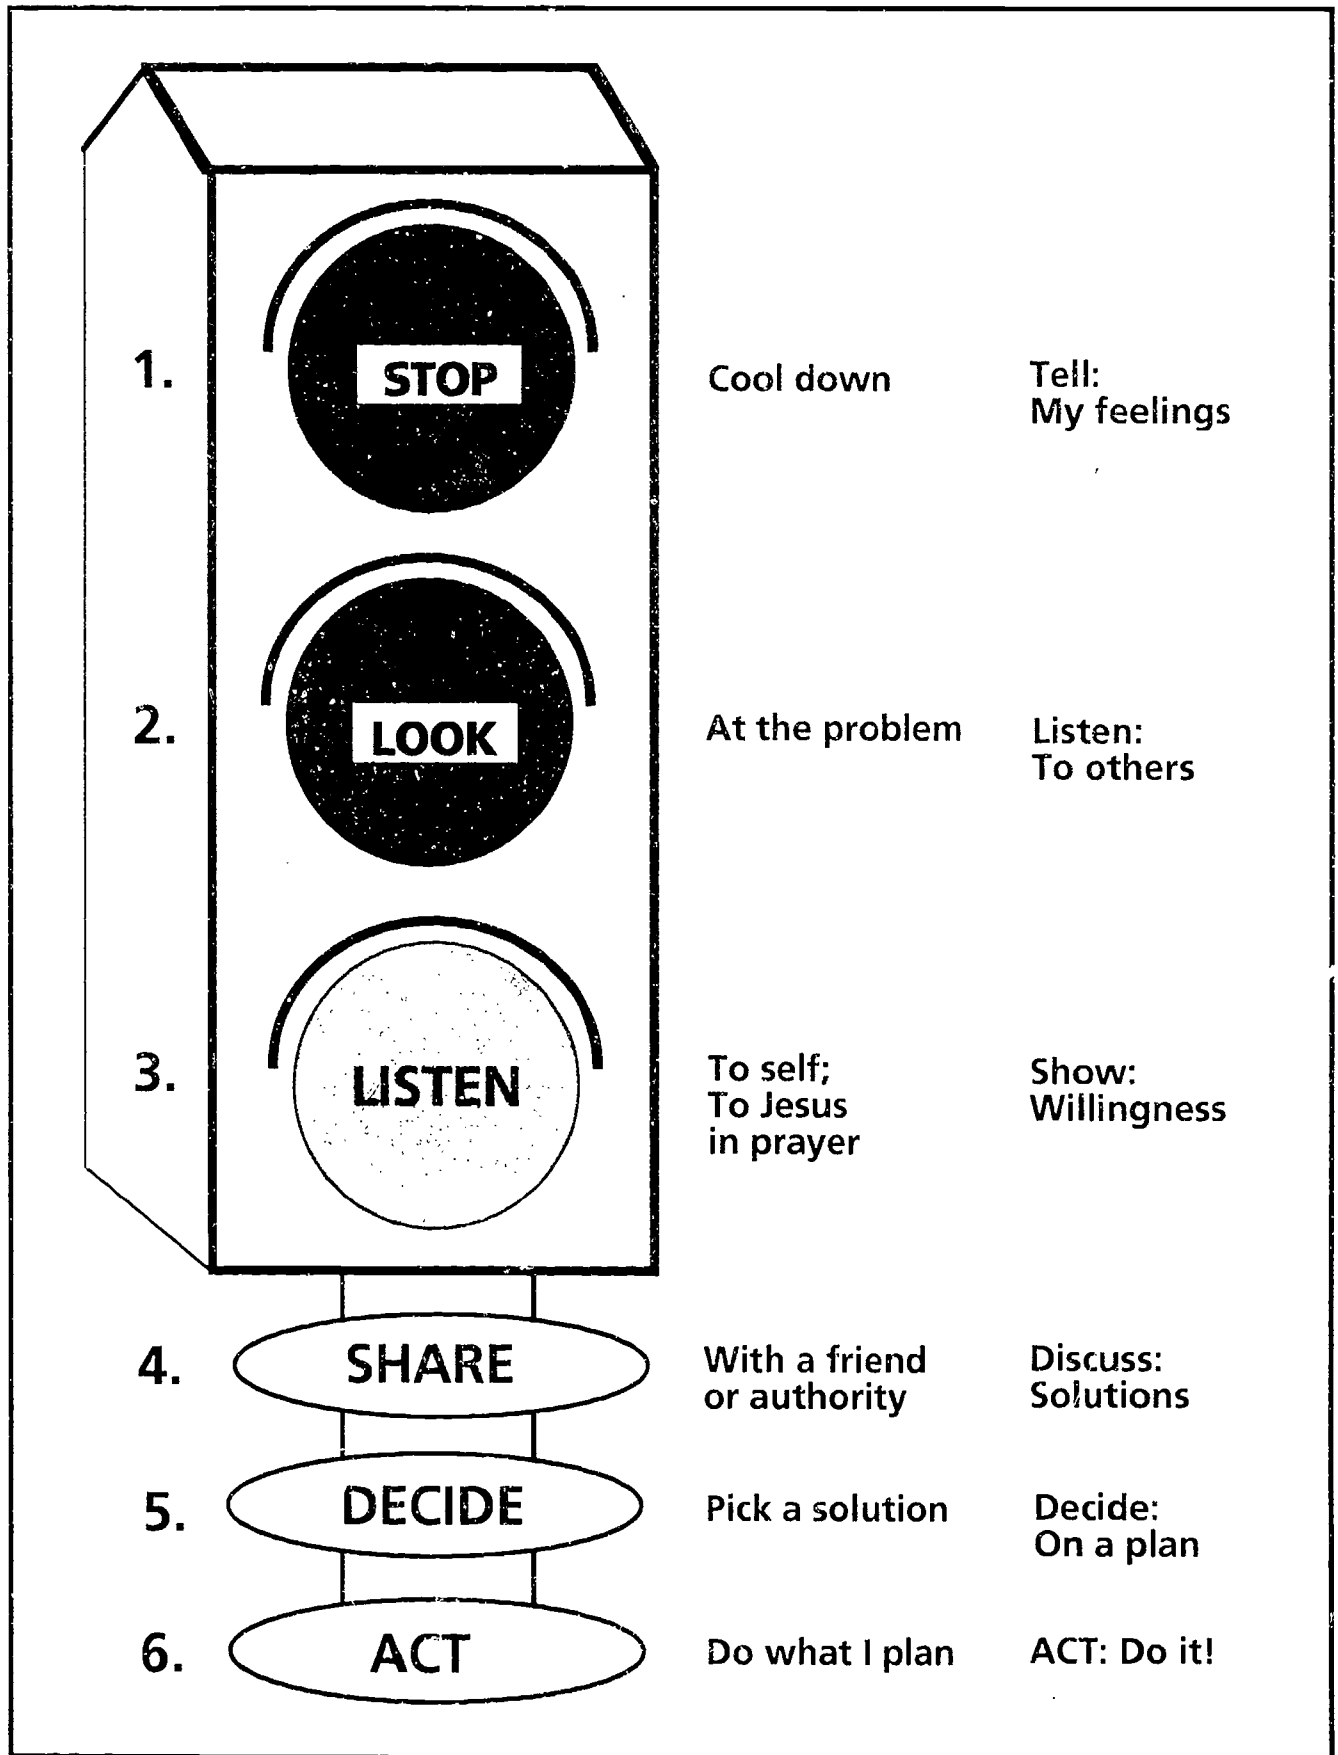 1.
STOP
Cool down
Tell:
My feelings
2.
LOOK
At the problem
Listen:
To others
3.
LISTEN
To self;
To Jesus
in prayer
Show:
Willingness
4.
SHARE
With a friend
or authority
Discuss:
Solutions
5.
DECIDE
Pick a solution
Decide:
On a plan
6.
ACT
Do what I plan
ACT: Do it!